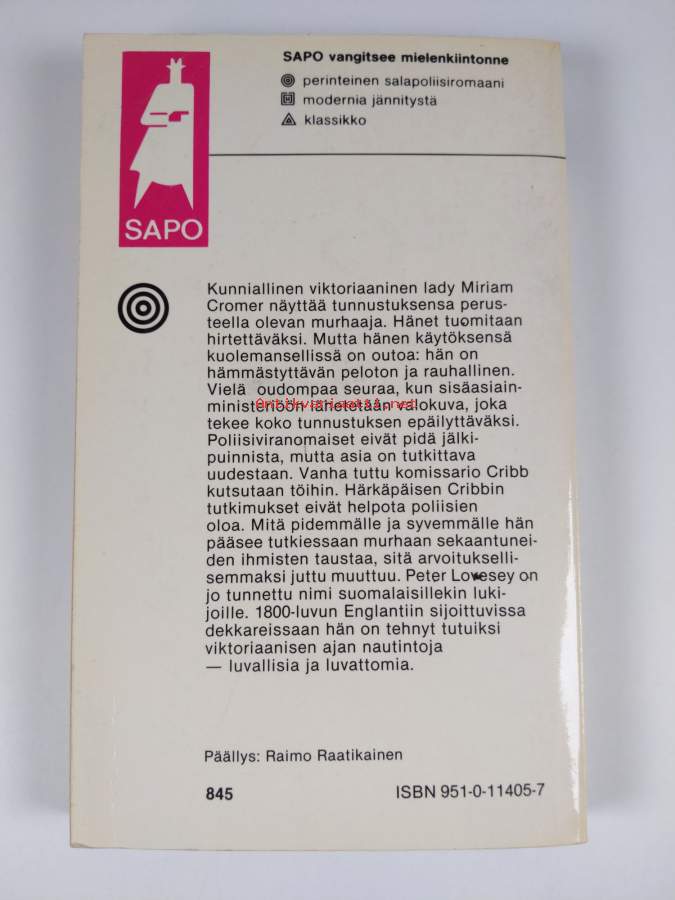 SAPO vangitsee mielenkiintonne
perinteinen salapoliisiromaani
modernia jännitystä
klassikko
SAPO
Kunniallinen viktoriaaninen lady Miriam
Cromer näyttää tunnustuksensa perus-
teella olevan murhaaja. Hänet tuomitaan
hirtettäväksi. Mutta hänen käytöksensä
kuolemansellissä on outoa: hän on
hämmästyttävän peloton ja rauhallinen.
Vielä oudompaa seuraa, kun sisäasiain-
ministeriöön lähetetään valokuva, joka
Antikvariaatti.net
tekee koko tunnustuksen epäilyttäväksi.
Poliisiviranomaiset eivät pidä jälki-
puinnista, mutta asia on tutkittava
uudestaan. Vanha tuttu komissario Cribb
kutsutaan töihin. Härkäpäisen Cribbin
tutkimukset eivät helpota poliisien
oloa. Mitä pidemmälle ja syvemmälle hän
pääsee tutkiessaan murhaan sekaantunei-
den ihmisten taustaa, sitä arvoitukselli-
semmaksi juttu muuttuu. Peter Lovesey on
jo tunnettu nimi suomalaisillekin luki-
joille. 1800-luvun Englantiin sijoittuvissa
dekkareissaan hän on tehnyt tutuiksi
viktoriaanisen ajan nautintoja
— luvallisia ja luvattomia.
Päällys: Raimo Raatikainen
845
ISBN 951-0-11405-7